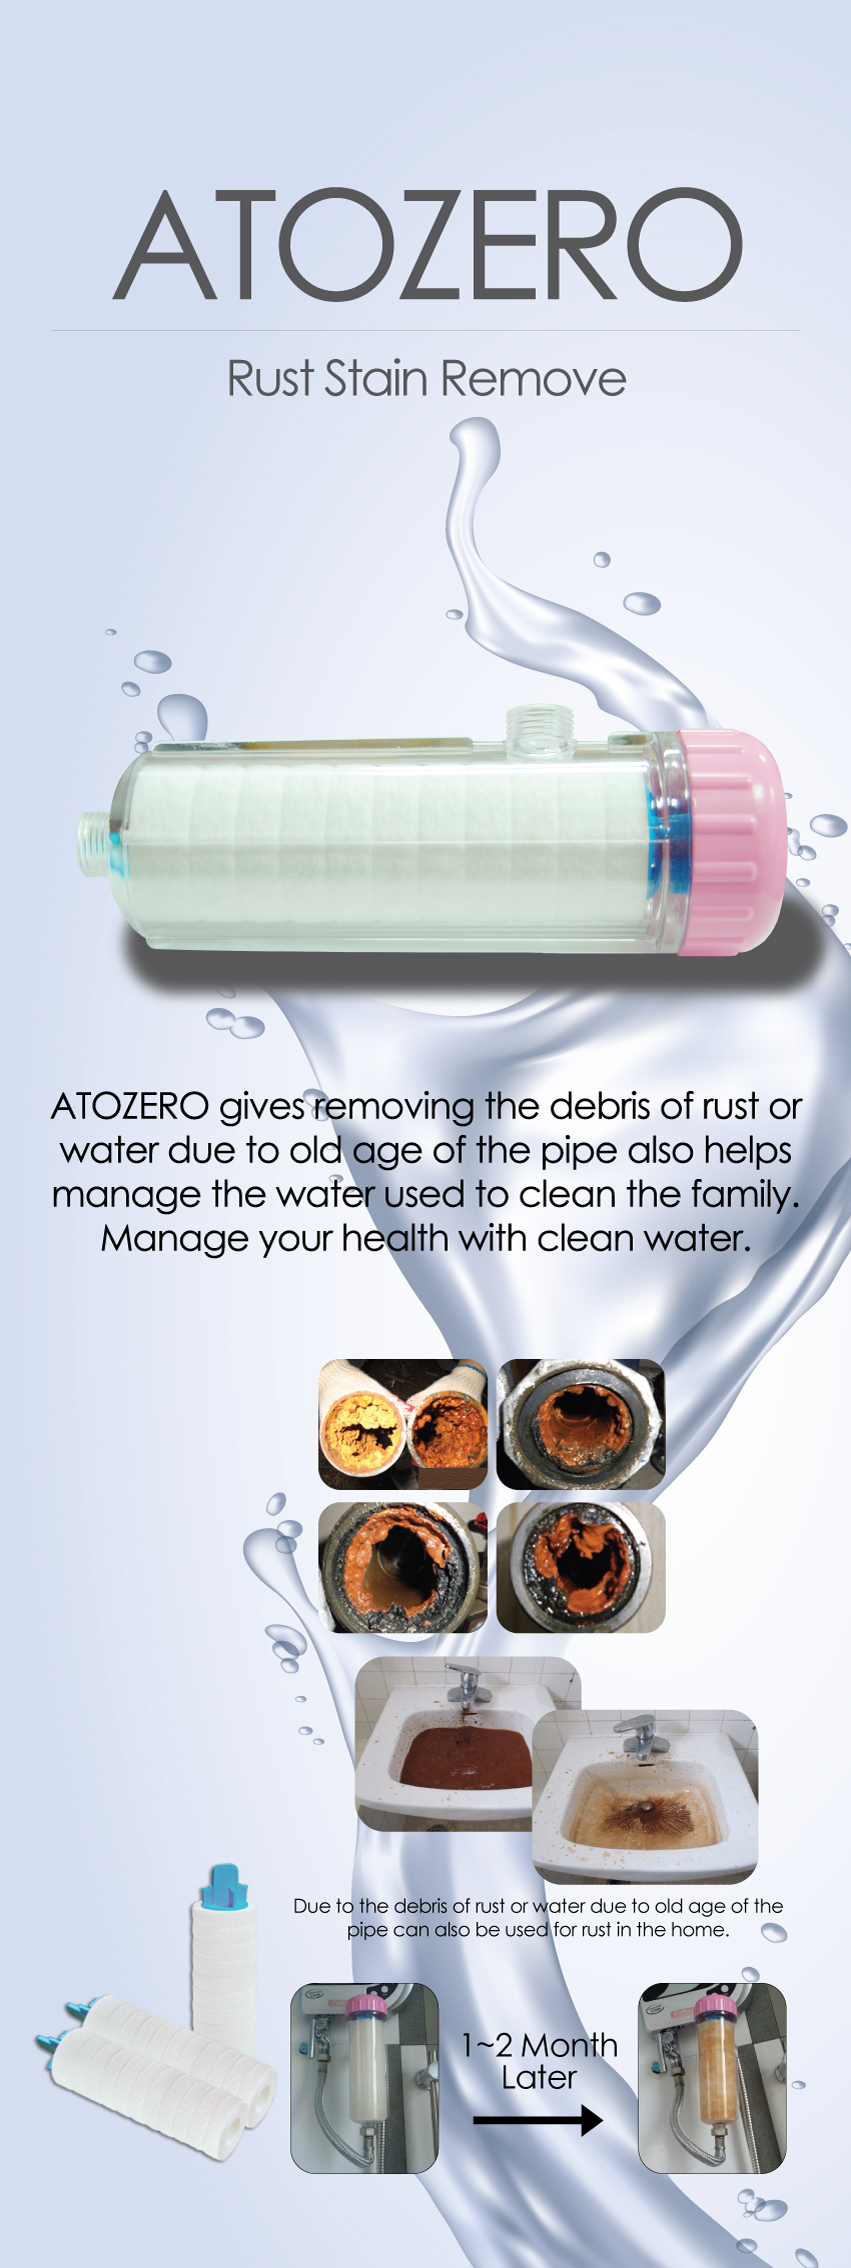 ATOZERO
Rust Stain Remove
ATOZERO gives removing the debris of rust or
water due to old age of the pipe also helps
manage the water used to clean the family.
Manage your health with clean water.
Due to the debris of rust or water due to old age of the
pipe can also be used for rust in the home.
1~2 Month
Later